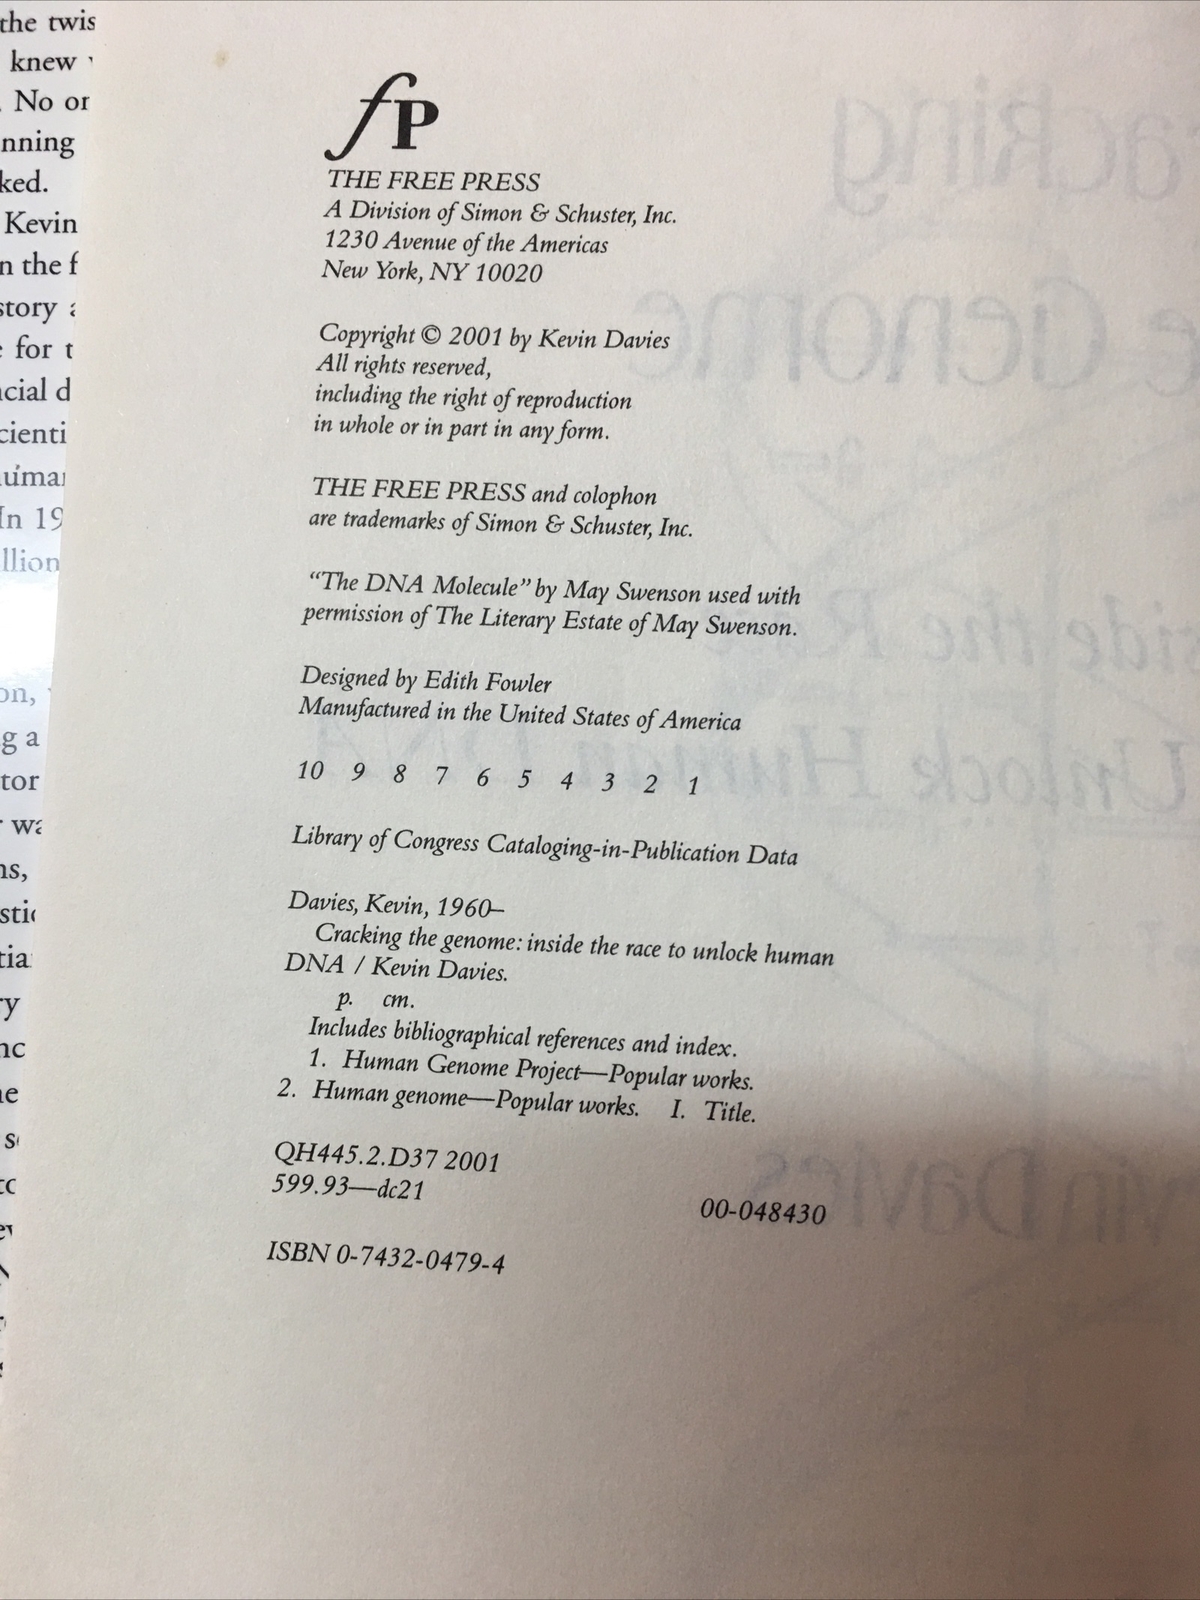 the twis
knew
No or
nning
ked.
Kevin
n the f
story
for t
ncial d
cienti
In 19
llion
on,
g a
tor
ns,
ry
fP
THE FREE PRESS
A Division of Simon & Schuster, Inc.
1230 Avenue of the Americas
New York, NY 10020
Copyright © 2001 by Kevin Davies
All rights reserved,
including the right of reproduction
in whole or in part in any form.
THE FREE PRESS and colophon
are trademarks of Simon & Schuster, Inc.
“The DNA Molecule” by May Swenson used with
permission of The Literary Estate of May Swenson.
Designed by Edith Fowler
Manufactured in the United States of America
10 9 8 7 6 5 4 3 2 1
Library of Congress Cataloging-in-Publication Data
Davies, Kevin, 1960–
Cracking the genome: inside the race to unlock human
DNA / Kevin Davies.
p. cm.
Includes bibliographical references and index.
1. Human Genome Project—Popular works.
2. Human genome—Popular works. I. Title.
QH445.2.D37 2001
599.93—dc21
00-048430
ISBN 0-7432-0479-4